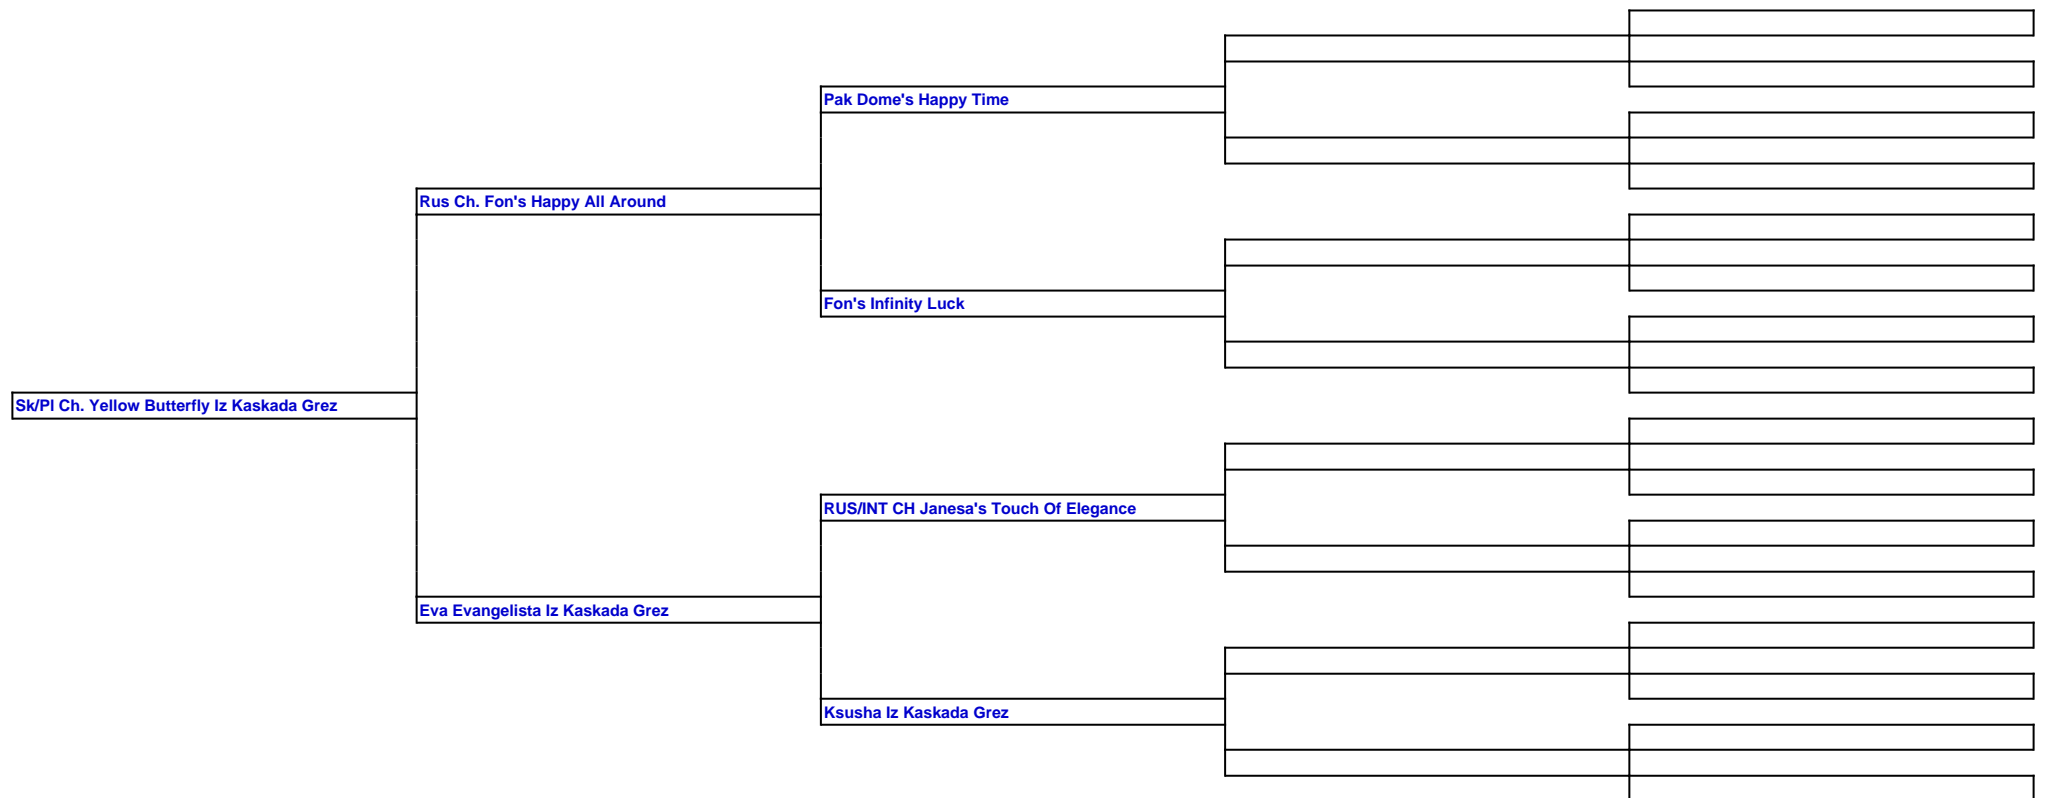 Pak Dome's Happy Time
Rus Ch. Fon's Happy All Around
Fon's Infinity Luck
Sk/Pl Ch. Yellow Butterfly Iz Kaskada Grez
RUS/INT CH Janesa's Touch Of Elegance
Eva Evangelista Iz Kaskada Grez
Ksusha Iz Kaskada Grez